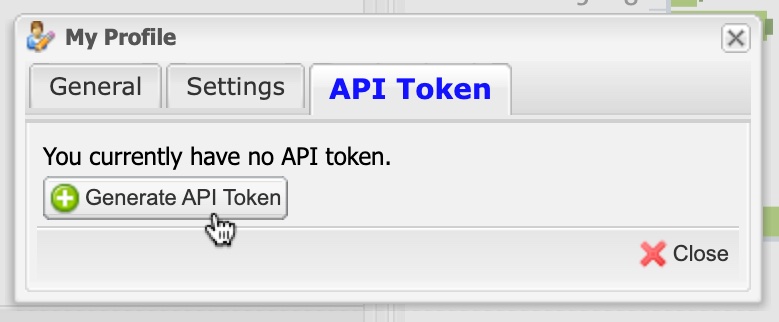 My Profile
General Settings API Token
You currently have no API token.
Generate API Token
Close